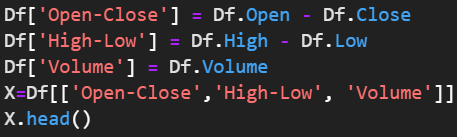 Df['Open-Close'] = Df.Open - Df.Close
Df['High-Low'] = Df.High - Df.Low
Df['Volume'] = Df.Volume
X=Df[['Open-Close','High-Low', 'Volume']]
X.head()